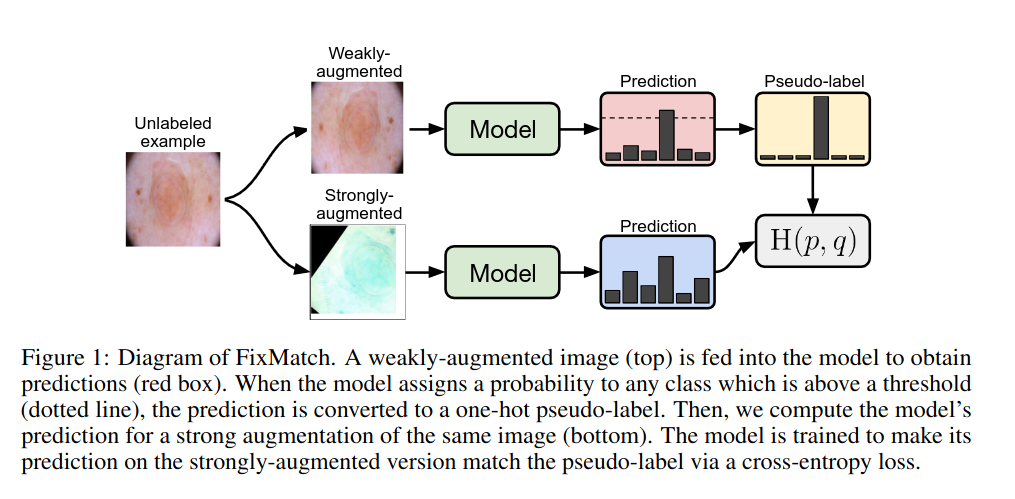 Weakly-
augmented
Unlabeled
example
Model
Prediction
Pseudo-label
Strongly-
augmented
Model
Prediction
H(p, q)
Figure 1: Diagram of FixMatch. A weakly-augmented image (top) is fed into the model to obtain
predictions (red box). When the model assigns a probability to any class which is above a threshold
(dotted line), the prediction is converted to a one-hot pseudo-label. Then, we compute the model's
prediction for a strong augmentation of the same image (bottom). The model is trained to make its
prediction on the strongly-augmented version match the pseudo-label via a cross-entropy loss.